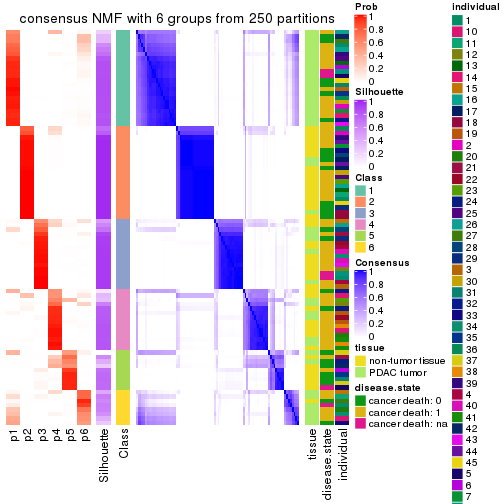 consensus NMF with 6 groups from 250 partitions
p1
p2
p3
p4
p5
p6
Silhouette
Class
tissue
disease.state
individual
Prob
1
0.8
0.6
0.4
0.2
0
Silhouette
1
0.8
0.6
0.4
0.2
0
Class
1
2
3
4
5
6
Consensus
1
0.8
0.6
0.4
0.2
0
tissue
non-tumor tissue
PDAC tumor
disease.state
cancer death: 0
cancer death: 1
cancer death: na
individual
1
10
11
12
13
14
15
16
17
18
19
2
20
21
22
23
24
25
26
27
28
29
3
30
31
32
33
34
35
36
37
38
39
4
40
41
42
43
44
45
5
6
7